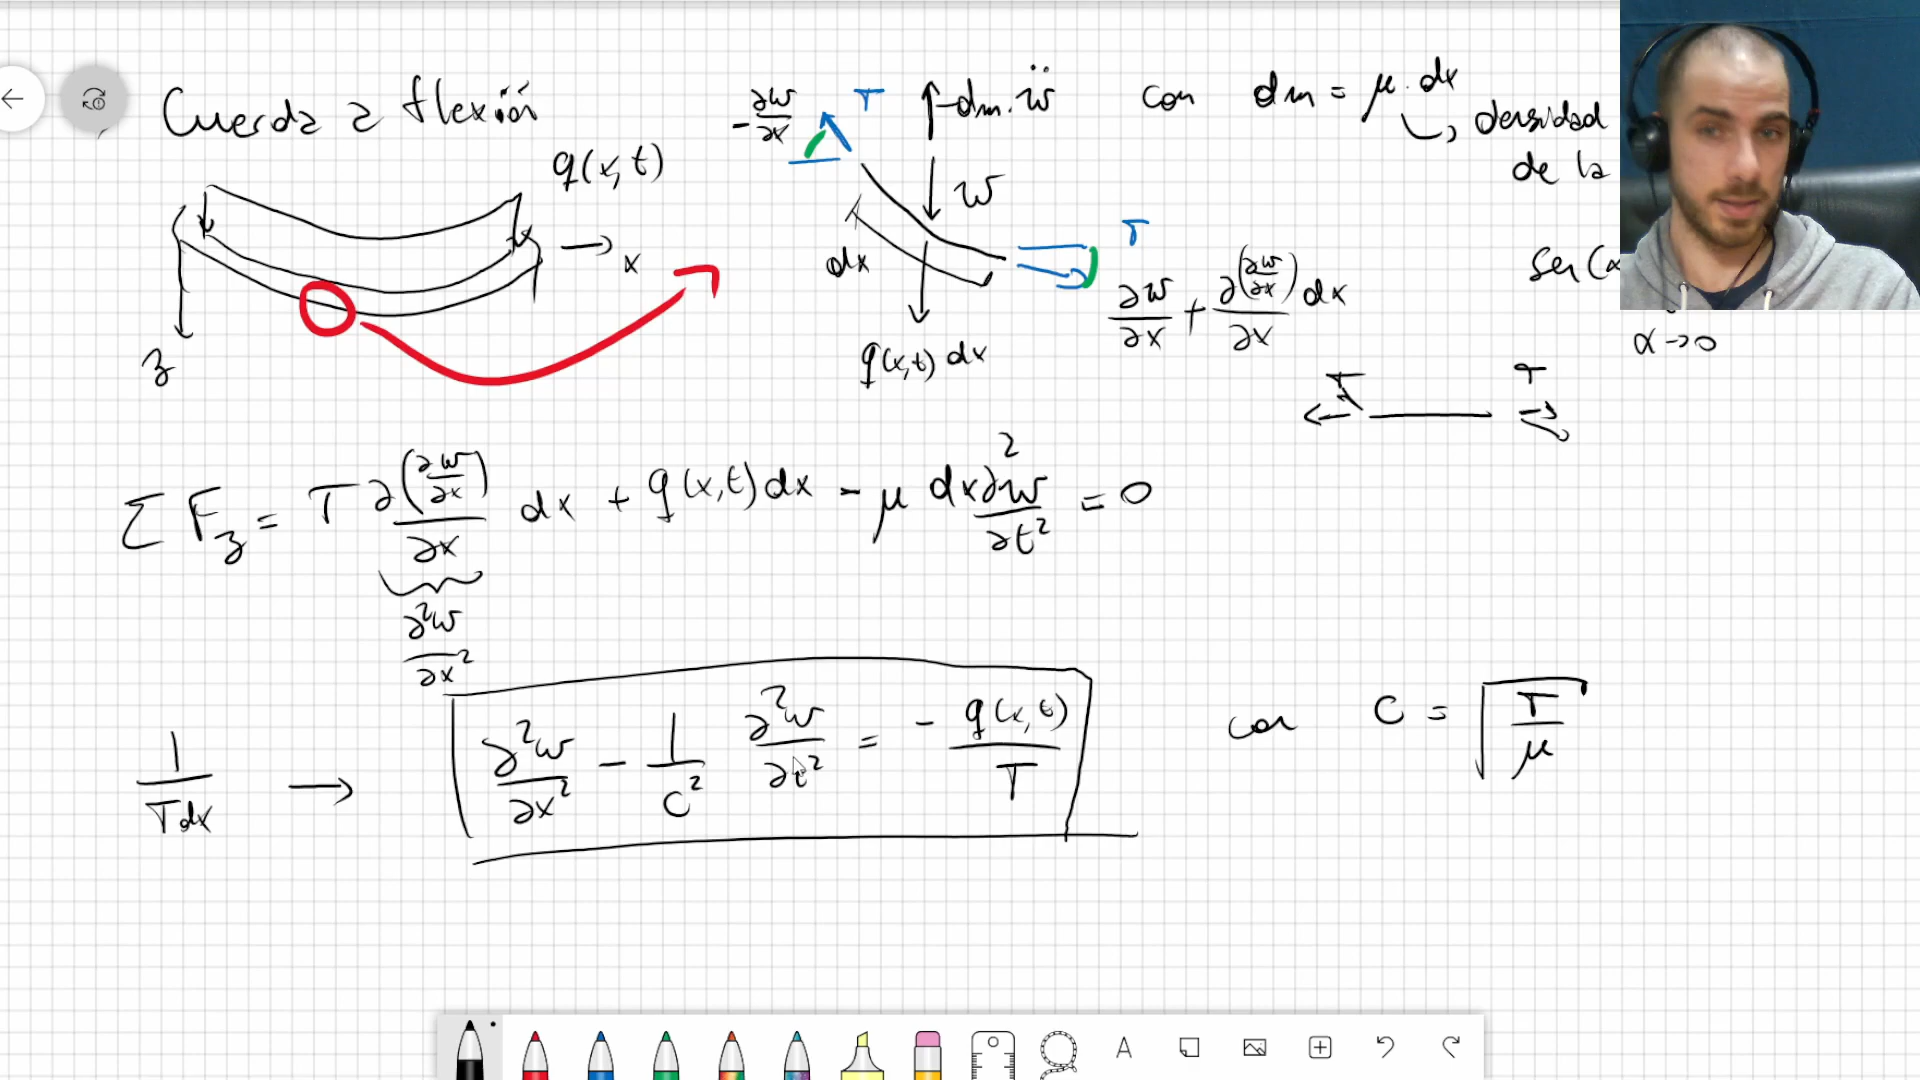 Cuerda a flexión
q(x,t)
x
z
-∂w/∂x
T
-dm.ẅ
w
dx
q(x,t) dx
T
∂w/∂x + ∂(∂w/∂x)/∂x dx
con dm = μ.dx
densidad
de la
α→0
T T
ΣF_z = T ∂(∂w/∂x)/∂x dx + q(x,t)dx - μ dx ∂²w/∂t² = 0
∂²w/∂x²
1/Tdx → ∂²w/∂x² - 1/c² ∂²w/∂t² = - q(x,t)/T con C = √(T/μ)
A